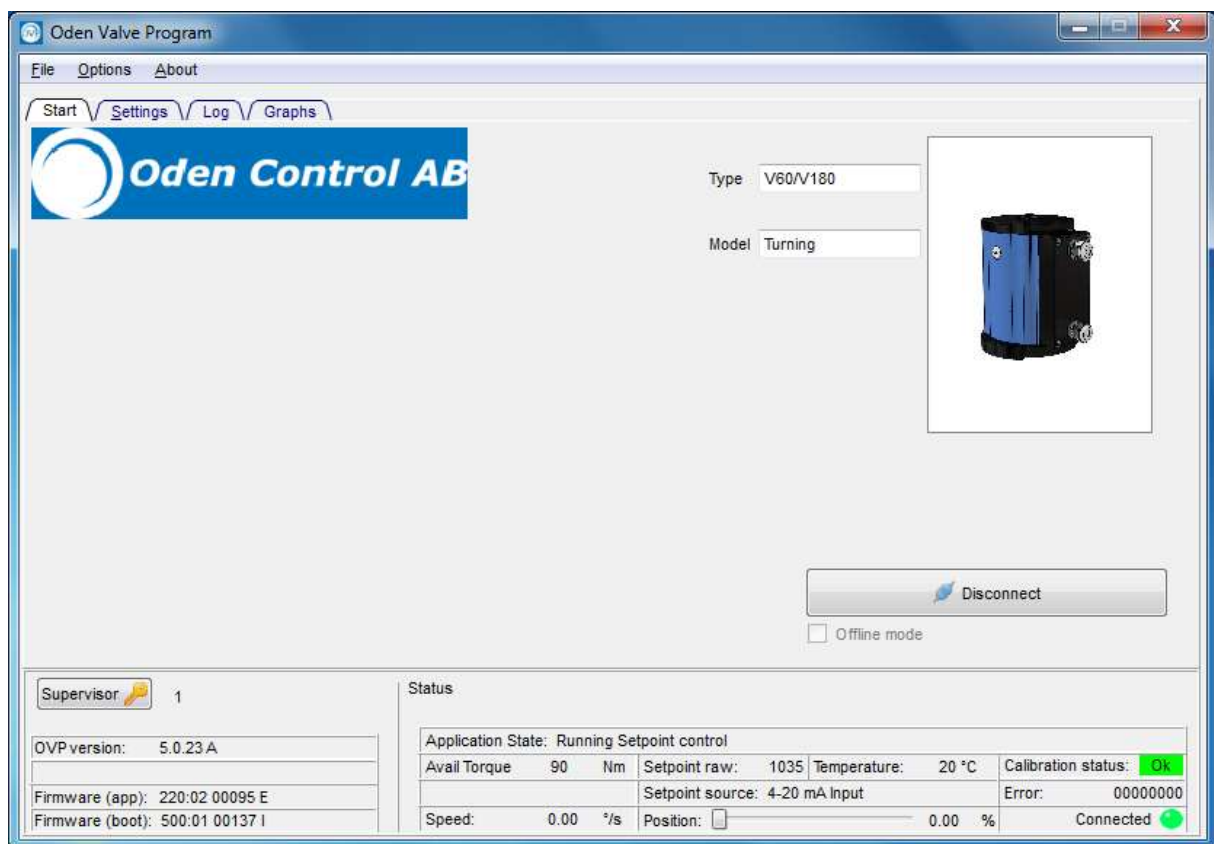 Oden Valve Program
File Options About
Start Settings Log Graphs
Oden Control AB
Type V60/V180
Model Turning
Disconnect
Offline mode
Supervisor 1
Status
OVP version: 5.0.23 A
Firmware (app): 220:02 00095 E
Firmware (boot): 500:01 00137 I
Application State: Running Setpoint control
Avail Torque 90 Nm Setpoint raw: 1035 Temperature: 20 °C Calibration status: Ok
Setpoint source: 4-20 mA Input Error: 00000000
Speed: 0.00 °/s Position: 0.00 % Connected